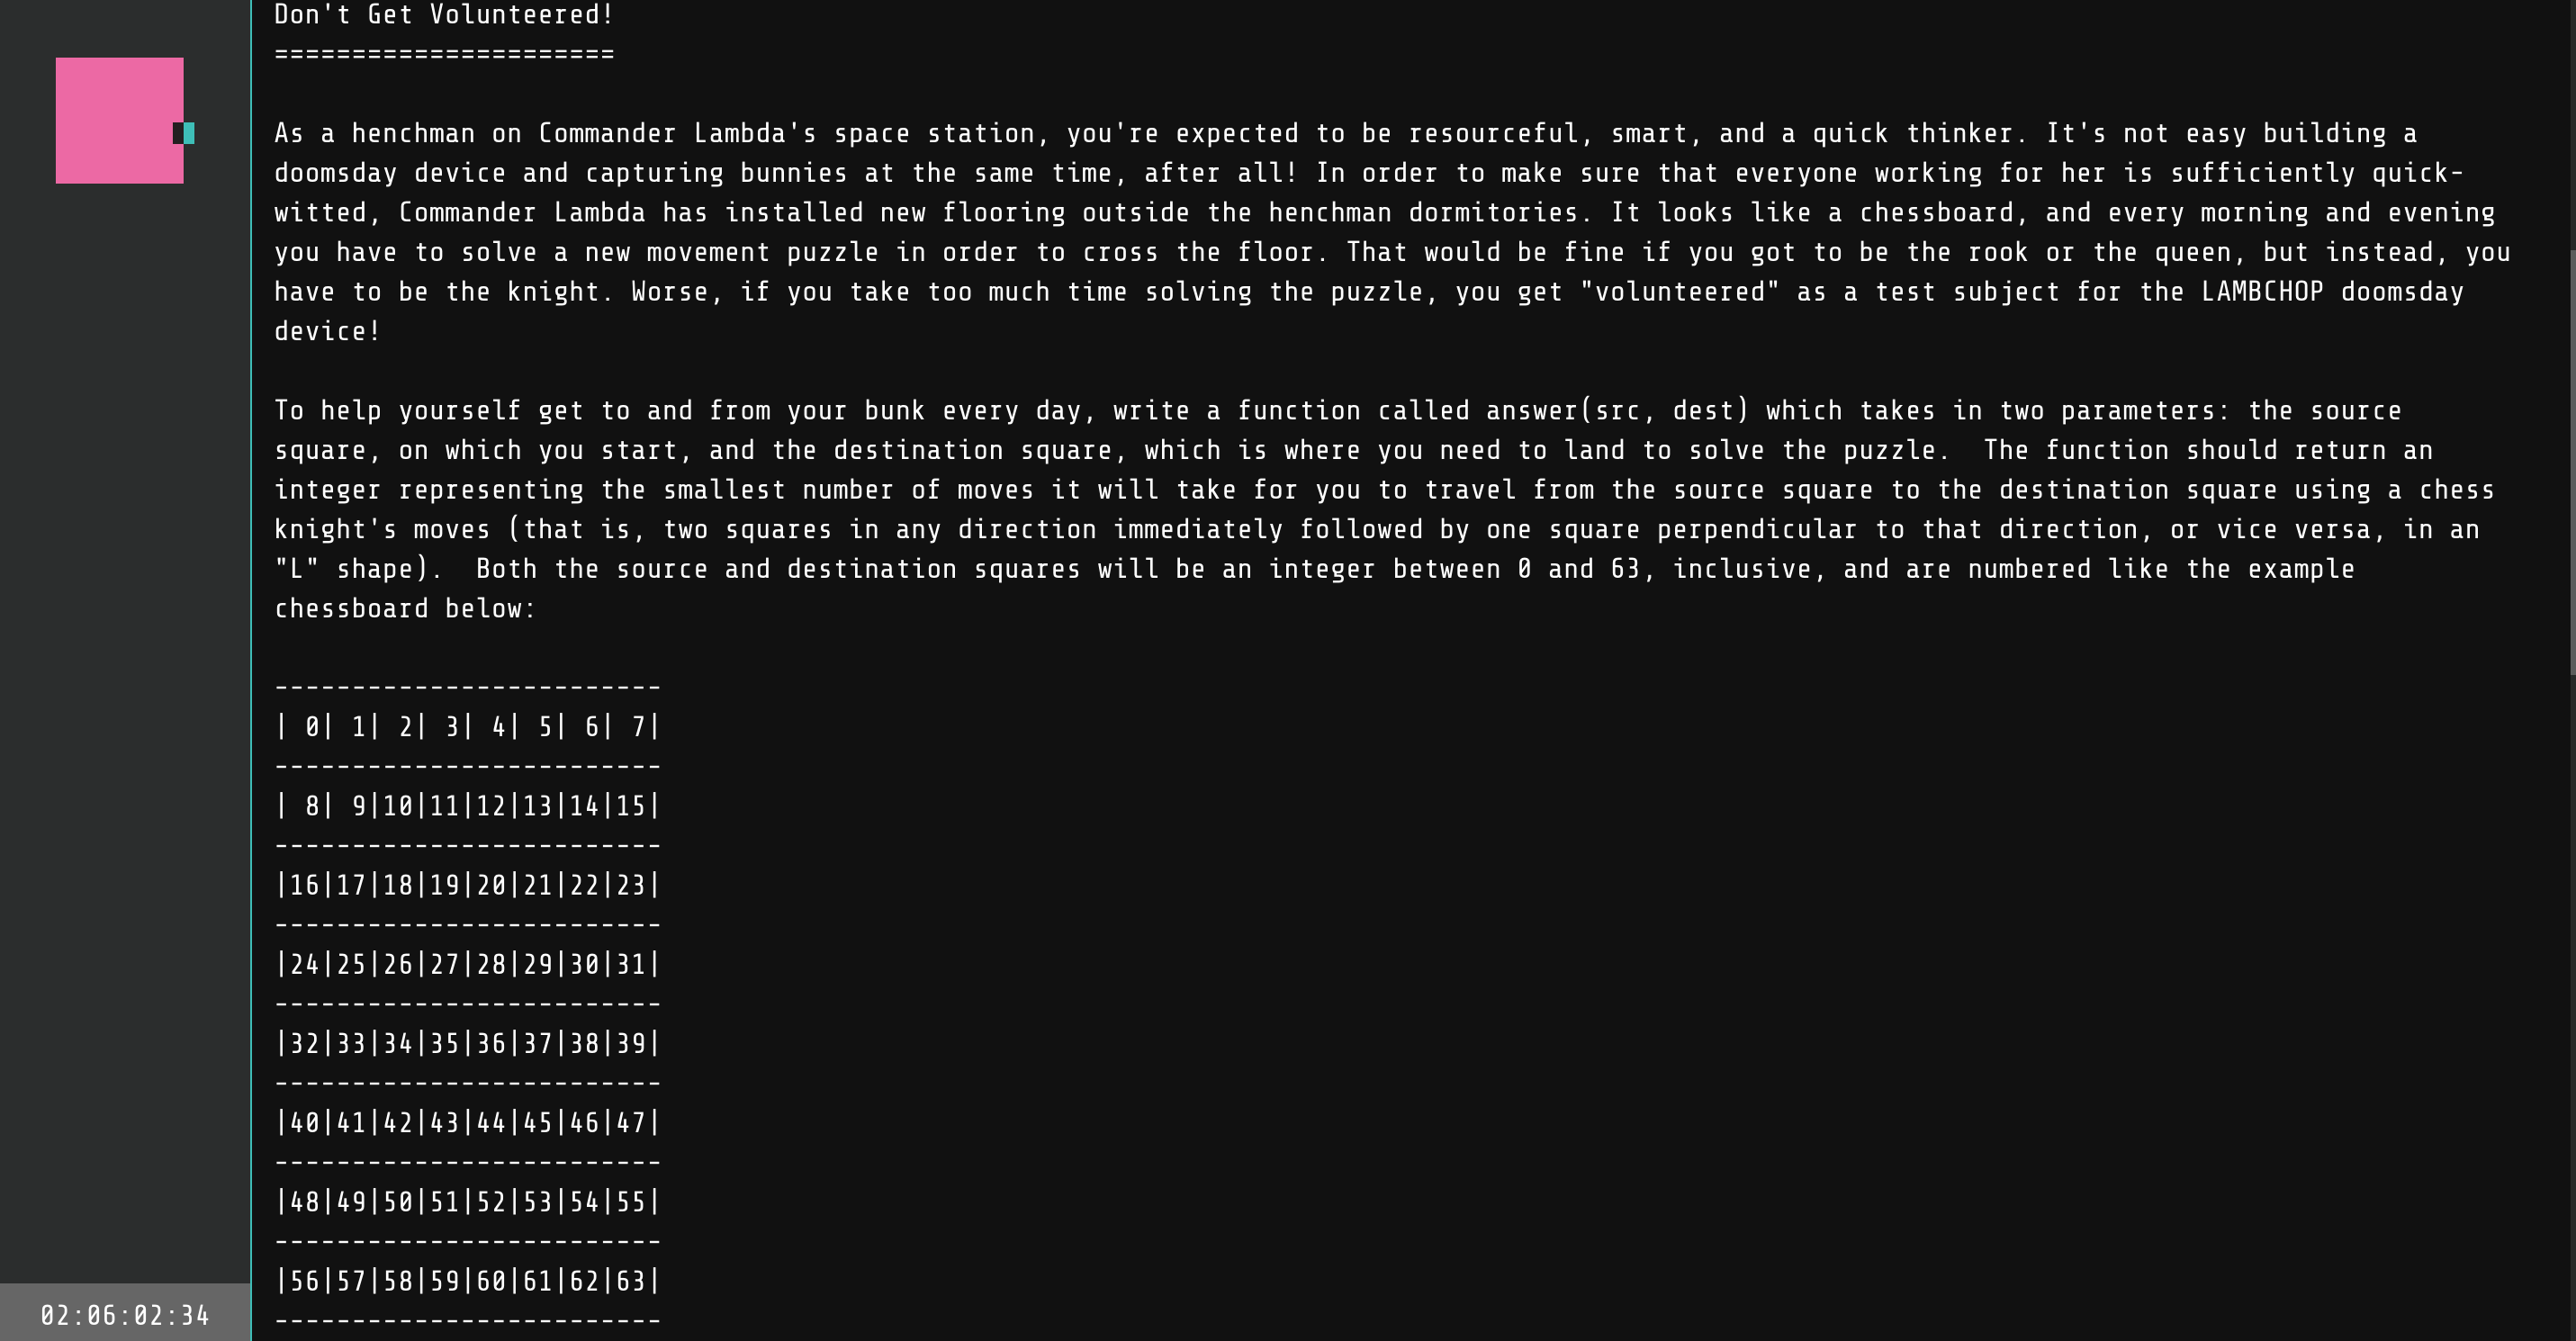 Don't Get Volunteered!
======================
As a henchman on Commander Lambda's space station, you're expected to be resourceful, smart, and a quick thinker. It's not easy building a
doomsday device and capturing bunnies at the same time, after all! In order to make sure that everyone working for her is sufficiently quick-
witted, Commander Lambda has installed new flooring outside the henchman dormitories. It looks like a chessboard, and every morning and evening
you have to solve a new movement puzzle in order to cross the floor. That would be fine if you got to be the rook or the queen, but instead, you
have to be the knight. Worse, if you take too much time solving the puzzle, you get "volunteered" as a test subject for the LAMBCHOP doomsday
device!
To help yourself get to and from your bunk every day, write a function called answer(src, dest) which takes in two parameters: the source
square, on which you start, and the destination square, which is where you need to land to solve the puzzle.  The function should return an
integer representing the smallest number of moves it will take for you to travel from the source square to the destination square using a chess
knight's moves (that is, two squares in any direction immediately followed by one square perpendicular to that direction, or vice versa, in an
"L" shape).  Both the source and destination squares will be an integer between 0 and 63, inclusive, and are numbered like the example
chessboard below:
-------------------------
| 0| 1| 2| 3| 4| 5| 6| 7|
-------------------------
| 8| 9|10|11|12|13|14|15|
-------------------------
|16|17|18|19|20|21|22|23|
-------------------------
|24|25|26|27|28|29|30|31|
-------------------------
|32|33|34|35|36|37|38|39|
-------------------------
|40|41|42|43|44|45|46|47|
-------------------------
|48|49|50|51|52|53|54|55|
-------------------------
|56|57|58|59|60|61|62|63|
-------------------------
02:06:02:34